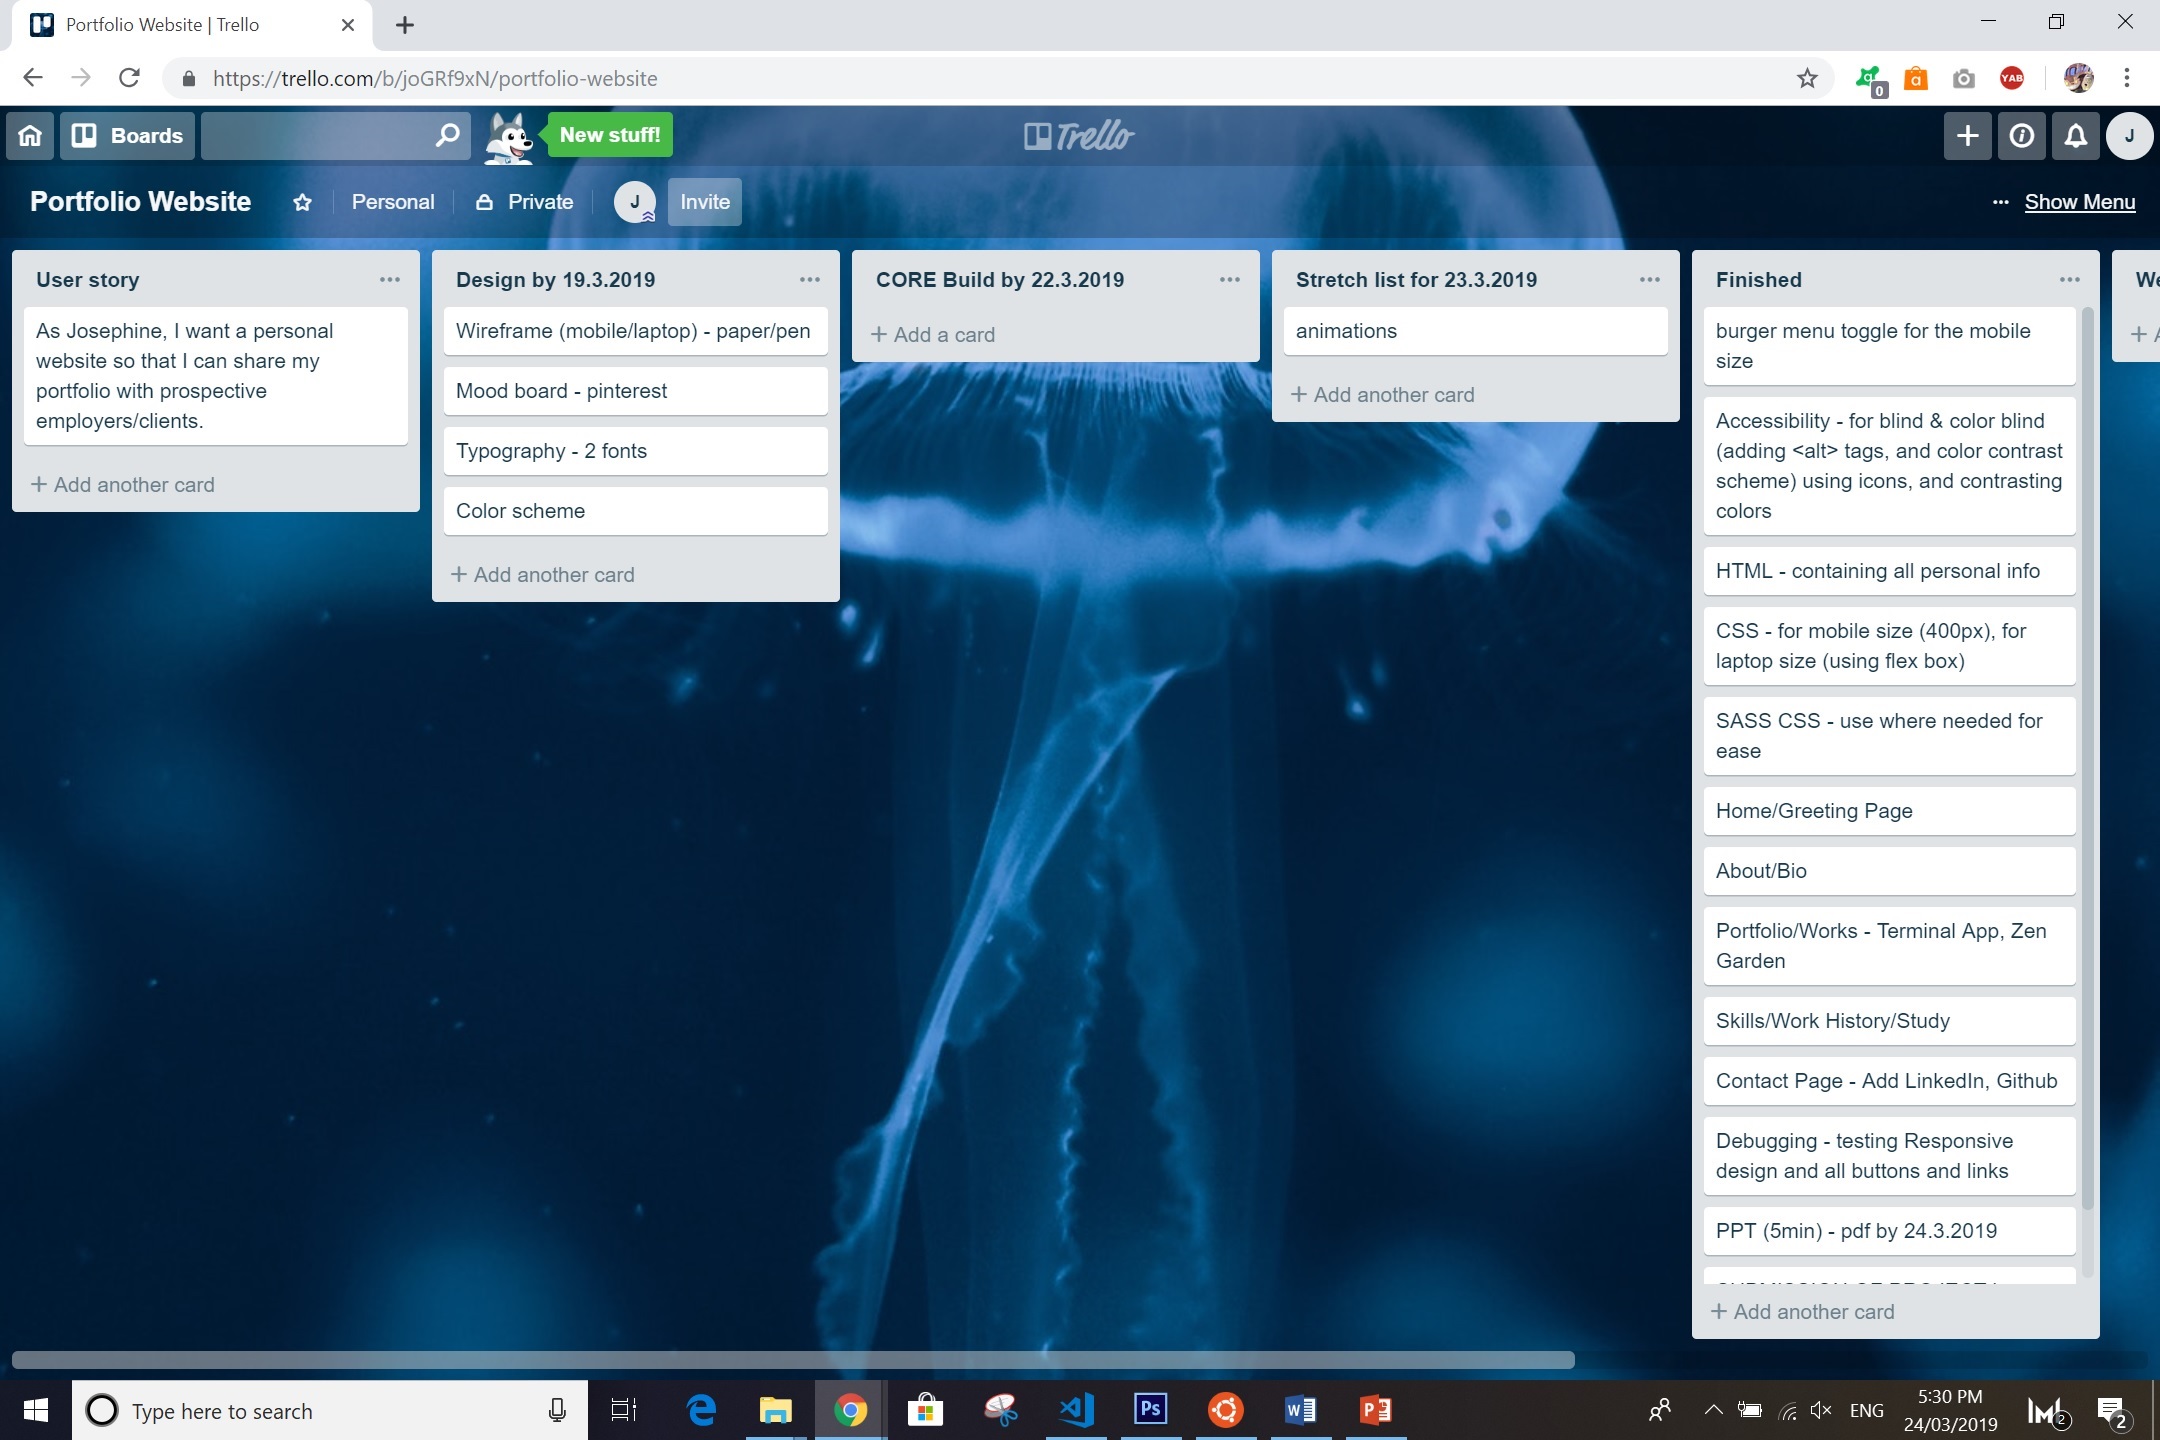 Portfolio Website | Trello
https://trello.com/b/joGRf9xN/portfolio-website
0
a
YAB
Boards
New stuff!
Trello
J
Portfolio Website
Personal
Private
J
Invite
Show Menu
User story
As Josephine, I want a personal
website so that I can share my
portfolio with prospective
employers/clients.
+ Add another card
Design by 19.3.2019
Wireframe (mobile/laptop) - paper/pen
Mood board - pinterest
Typography - 2 fonts
Color scheme
+ Add another card
CORE Build by 22.3.2019
+ Add a card
Stretch list for 23.3.2019
animations
+ Add another card
Finished
burger menu toggle for the mobile
size
Accessibility - for blind & color blind
(adding <alt> tags, and color contrast
scheme) using icons, and contrasting
colors
HTML - containing all personal info
CSS - for mobile size (400px), for
laptop size (using flex box)
SASS CSS - use where needed for
ease
Home/Greeting Page
About/Bio
Portfolio/Works - Terminal App, Zen
Garden
Skills/Work History/Study
Contact Page - Add LinkedIn, Github
Debugging - testing Responsive
design and all buttons and links
PPT (5min) - pdf by 24.3.2019
+ Add another card
Type here to search
Ps
ENG
5:30 PM
24/03/2019
2
2